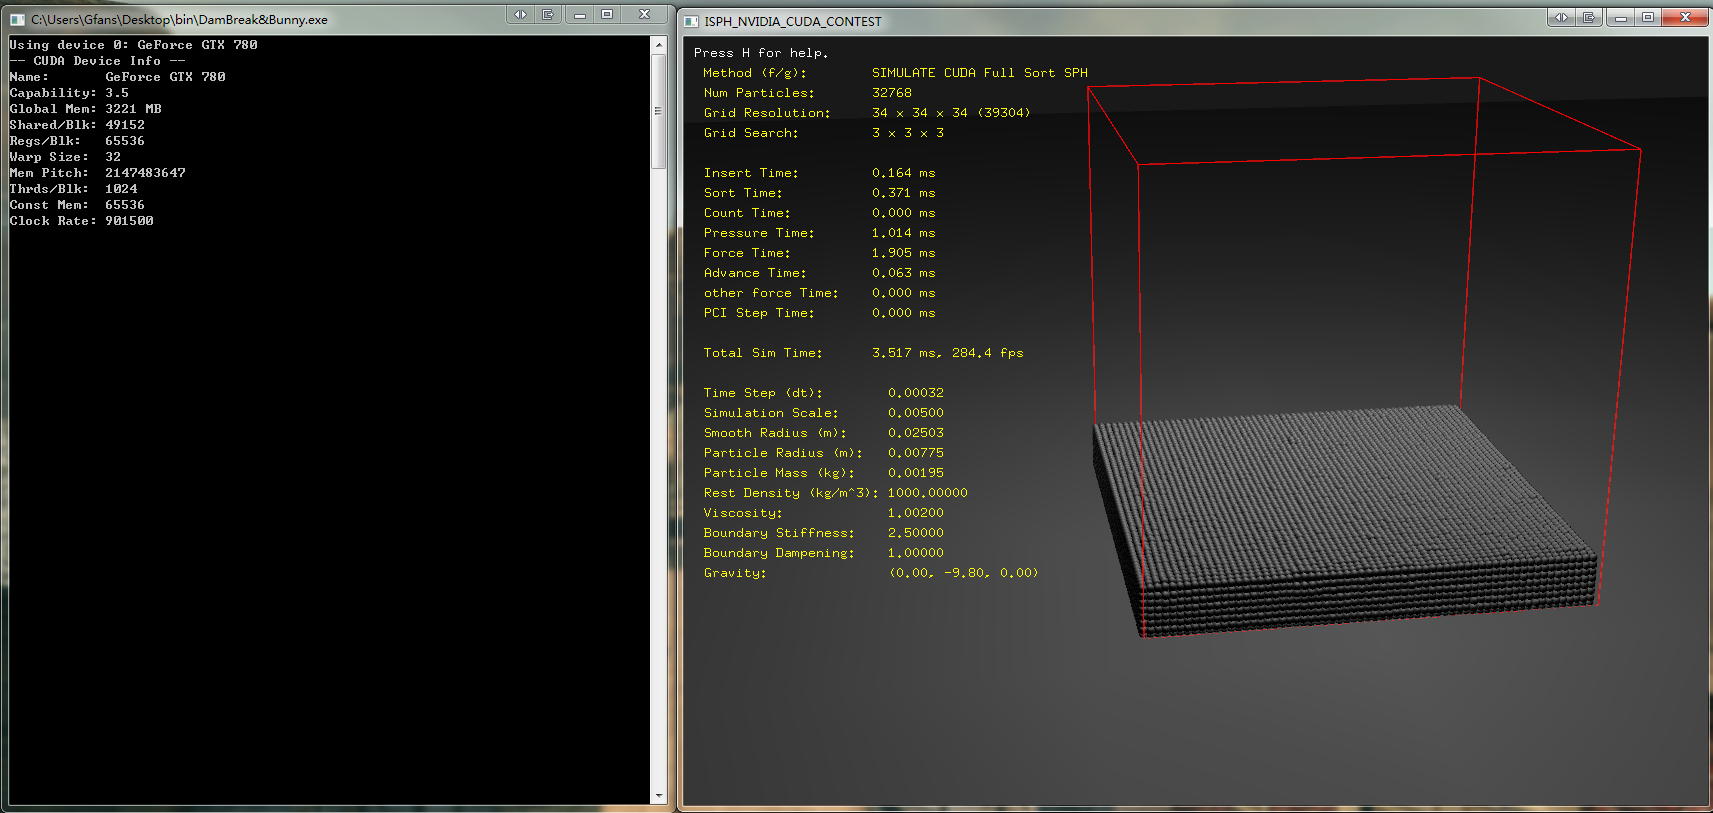 C:\Users\Gfans\Desktop\bin\DamBreak&Bunny.exe
Using device 0: GeForce GTX 780
-- CUDA Device Info --
Name:       GeForce GTX 780
Capability: 3.5
Global Mem: 3221 MB
Shared/Blk: 49152
Regs/Blk:   65536
Warp Size:  32
Mem Pitch:  2147483647
Thrds/Blk:  1024
Const Mem:  65536
Clock Rate: 901500
ISPH_NVIDIA_CUDA_CONTEST
Press H for help.
Method (f/g):        SIMULATE CUDA Full Sort SPH
Num Particles:       32768
Grid Resolution:     34 x 34 x 34 (39304)
Grid Search:         3 x 3 x 3
Insert Time:         0.164 ms
Sort Time:           0.371 ms
Count Time:          0.000 ms
Pressure Time:       1.014 ms
Force Time:          1.905 ms
Advance Time:        0.063 ms
other force Time:    0.000 ms
PCI Step Time:       0.000 ms
Total Sim Time:      3.517 ms, 284.4 fps
Time Step (dt):        0.00032
Simulation Scale:      0.00500
Smooth Radius (m):     0.02503
Particle Radius (m):   0.00775
Particle Mass (kg):    0.00195
Rest Density (kg/m^3): 1000.00000
Viscosity:             1.00200
Boundary Stiffness:    2.50000
Boundary Dampening:    1.00000
Gravity:               (0.00, -9.80, 0.00)